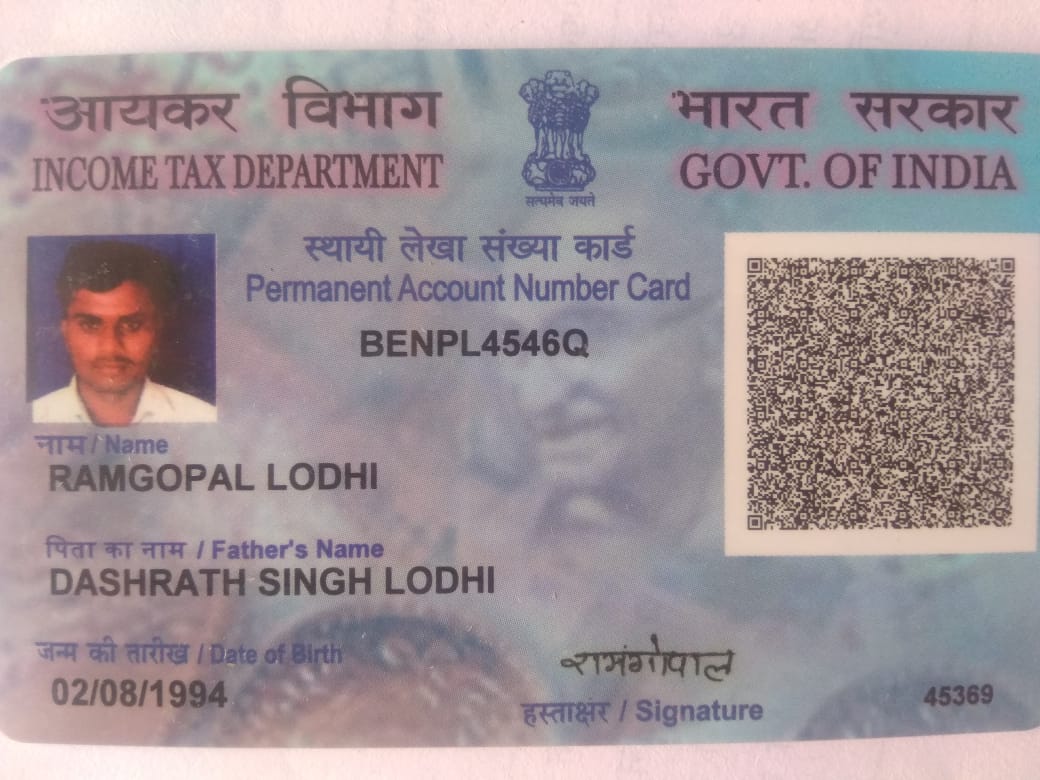 आयकर विभाग
INCOME TAX DEPARTMENT
सत्यमेव जयते
भारत सरकार
GOVT. OF INDIA
स्थायी लेखा संख्या कार्ड
Permanent Account Number Card
BENPL4546Q
नाम / Name
RAMGOPAL LODHI
पिता का नाम / Father's Name
DASHRATH SINGH LODHI
जन्म की तारीख / Date of Birth
02/08/1994
रामगोपाल
हस्ताक्षर / Signature
45369